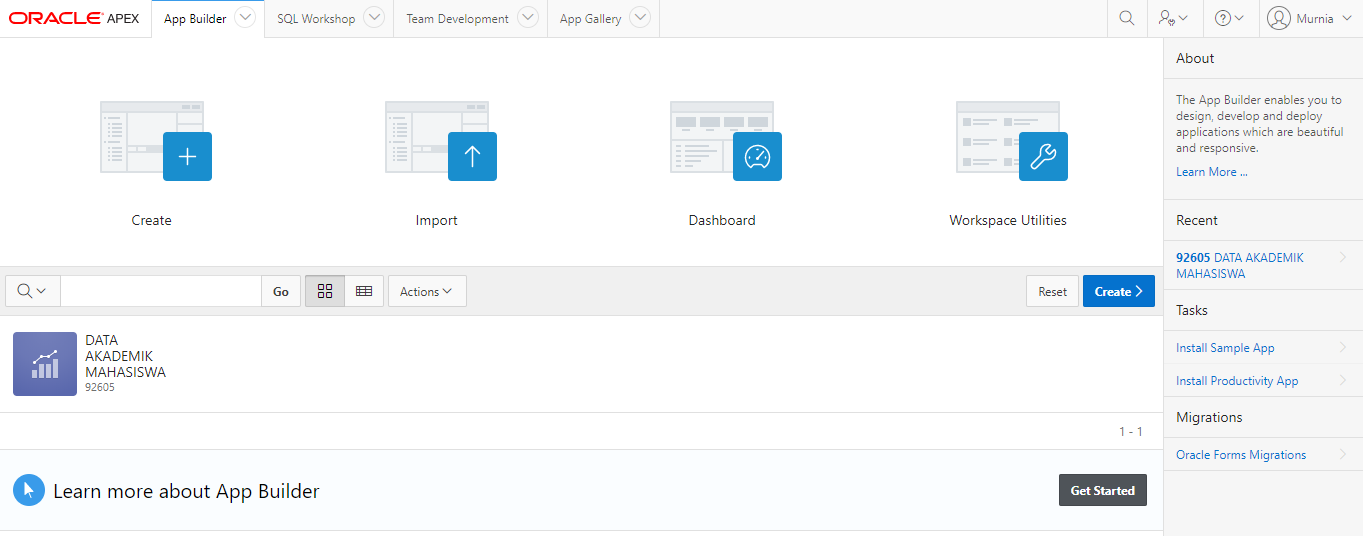 ORACLE APEX App Builder SQL Workshop Team Development App Gallery Murnia
Create Import Dashboard Workspace Utilities
Go Actions Reset Create
DATA
AKADEMIK
MAHASISWA
92605
1 - 1
Learn more about App Builder Get Started
About
The App Builder enables you to
design, develop and deploy
applications which are beautiful
and responsive.
Learn More ...
Recent
92605 DATA AKADEMIK
MAHASISWA
Tasks
Install Sample App
Install Productivity App
Migrations
Oracle Forms Migrations